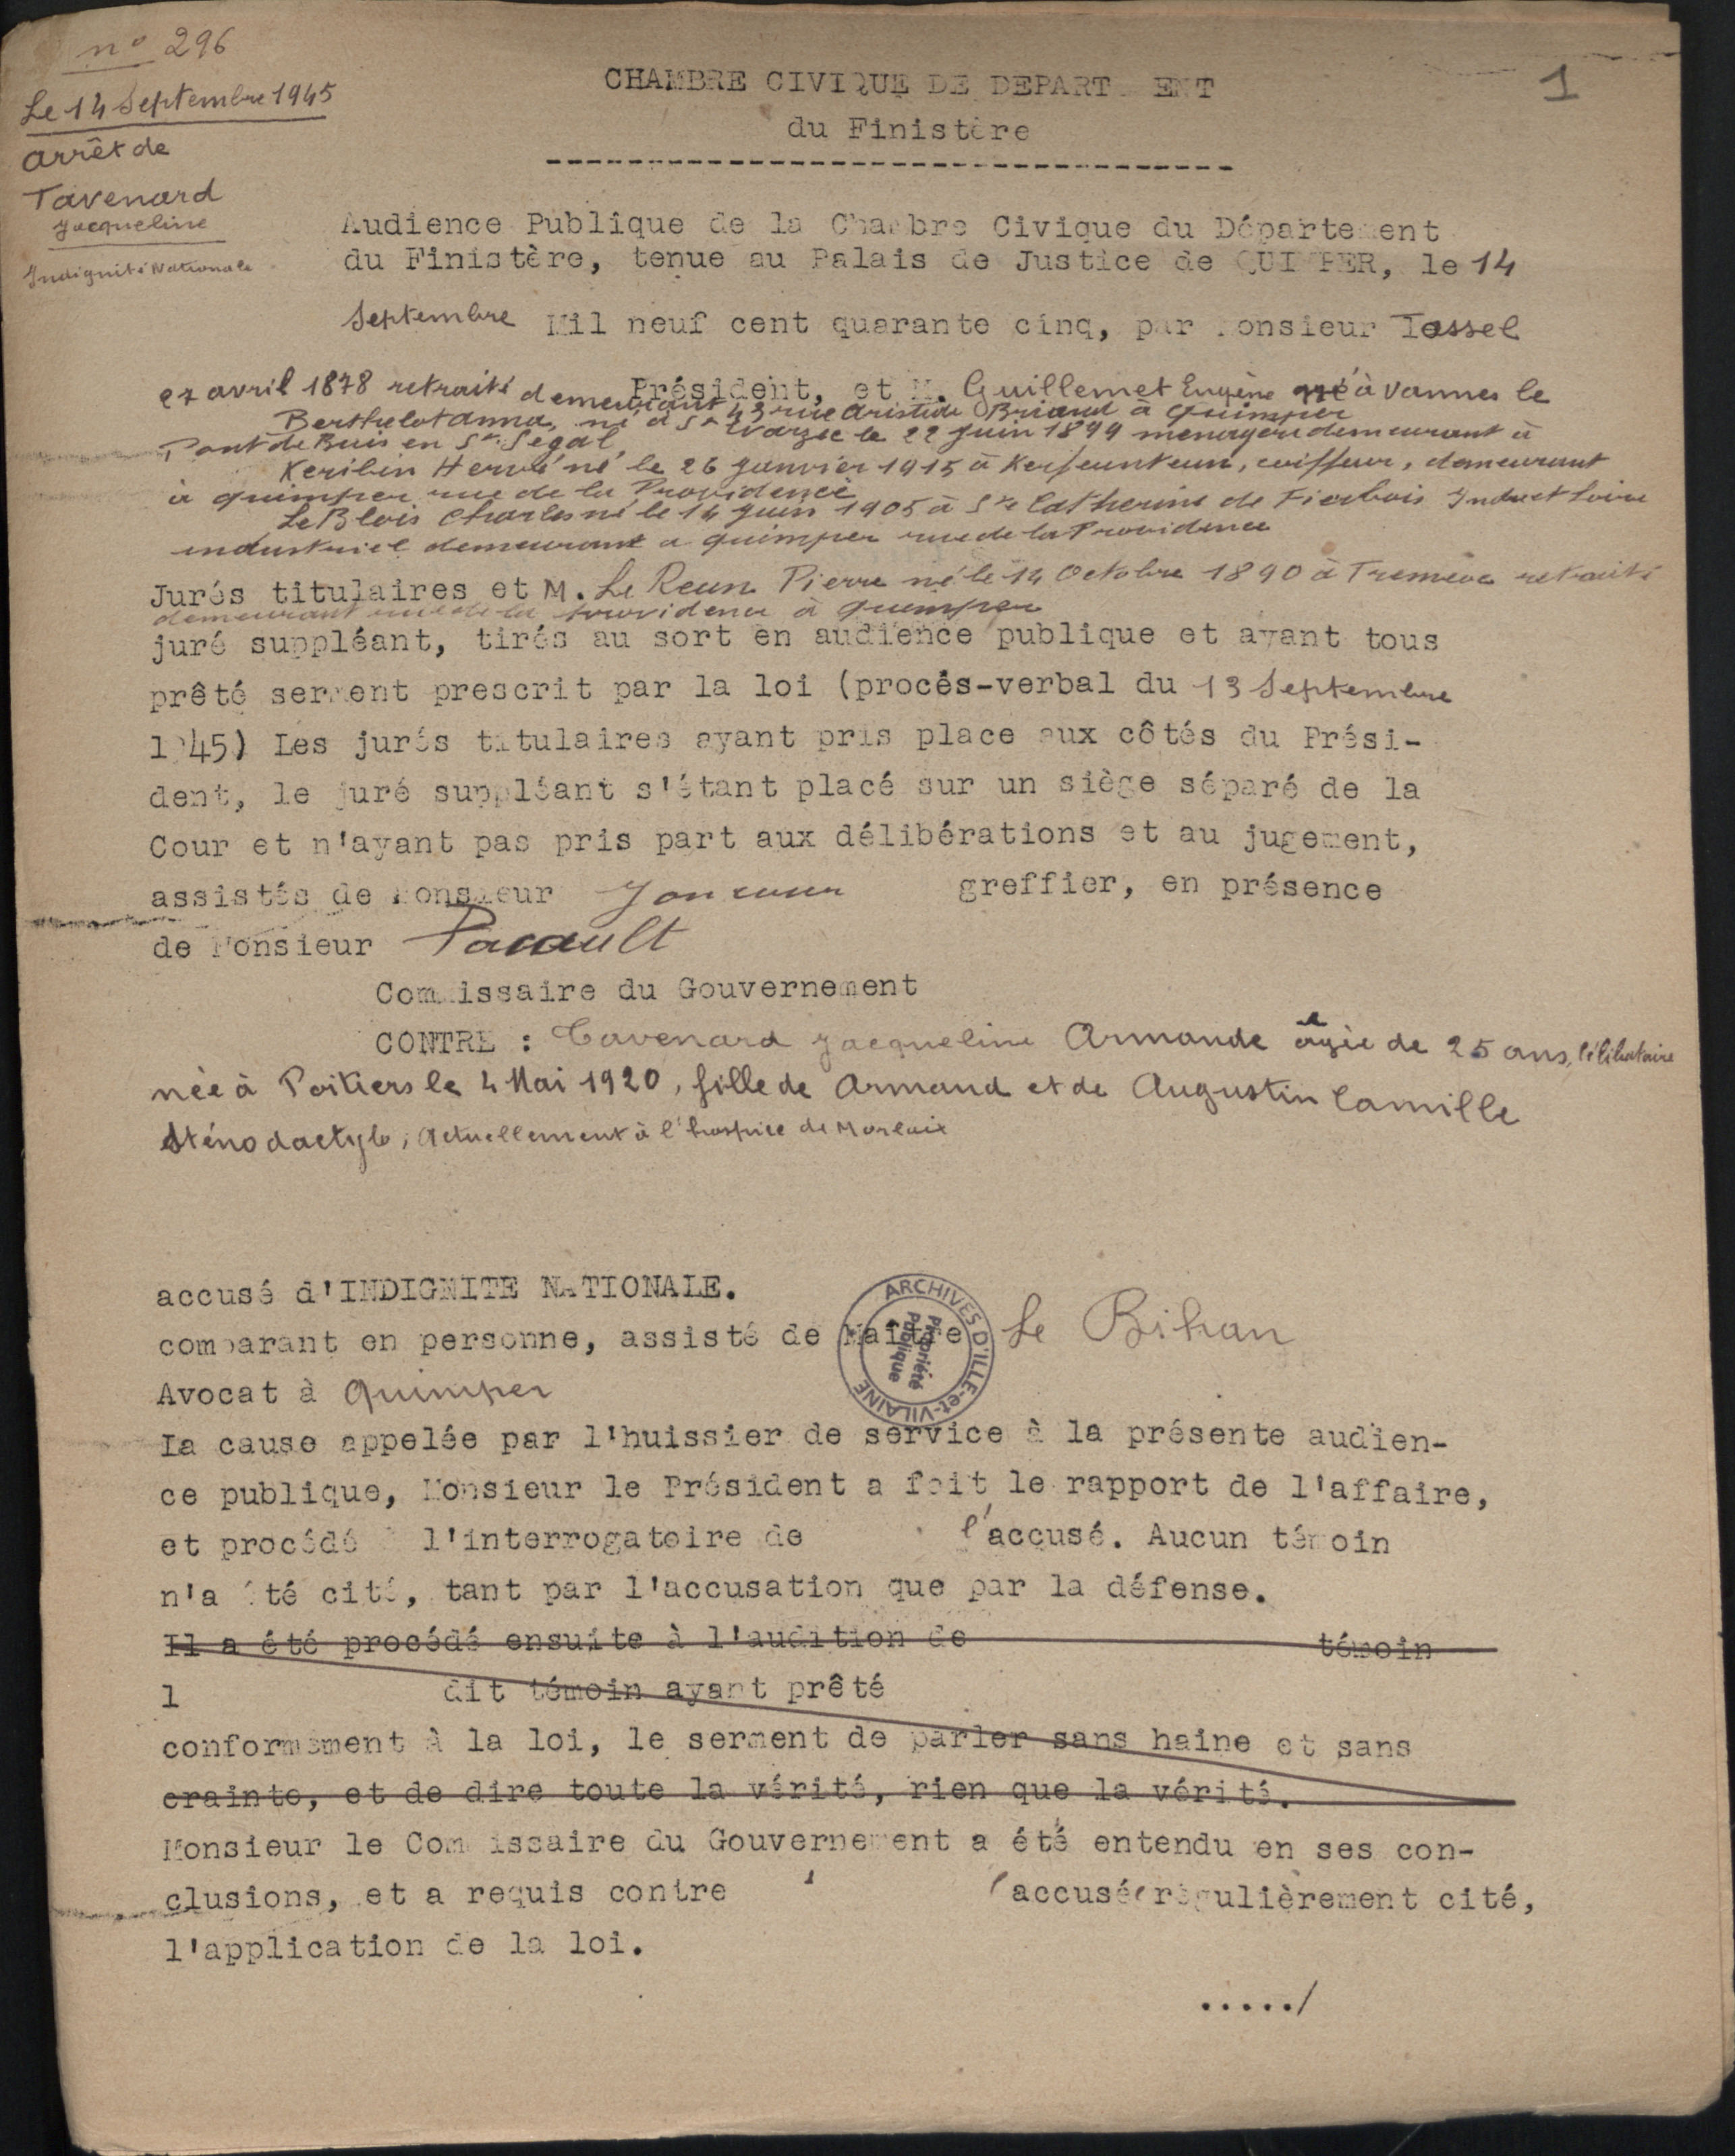 n° 296
Le 14 Septembre 1945
arrêt de
Tavenard
Jacqueline
Indignité Nationale
1
CHAMBRE CIVIQUE DE DEPART ENT
du Finistère
Audience Publique de la Chambre Civique du Département
du Finistère, tenue au Palais de Justice de QUIMPER, le 14
Septembre Mil neuf cent quarante cinq, par Monsieur Tassel
Président, et M. Guillemet Eugène né à Vannes le
27 avril 1878 retraité demeurant 43 rue Aristide Briand à Quimper
Berthelot Anna, né à St le 22 Juin 1899 ménagère demeurant à
Pont de Buis en St Ségal
Keribin Hervé né le 26 Janvier 1915 à Kerfeunteun, coiffeur, demeurant
à quimper rue de la Providence
Le Blois Charles né le 14 Juin 1905 à Ste Catherine de Fierbois Indre et Loire
industriel demeurant a quimper rue de la Providence
Jurés titulaires et M. Le Reun Pierre né le 14 Octobre 1890 à Tremeoc retraité
demeurant rue de la Providence à quimper
juré suppléant, tirés au sort en audience publique et ayant tous
prêté serment prescrit par la loi (procès-verbal du 13 Septembre
1945) Les jurés titulaires ayant pris place aux côtés du Prési-
dent, le juré suppléant s'étant placé sur un siège séparé de la
Cour et n'ayant pas pris part aux délibérations et au jugement,
assistés de Monsieur greffier, en présence
de Monsieur Pacault
Commissaire du Gouvernement
CONTRE : Tavenard Jacqueline Armande agée de 25 ans, célibataire
née à Poitiers le 4 Mai 1920, fille de Armand et de Augustin Camille
Sténodactylo, Actuellement à l'hospice de Morlaix
accusé d'INDIGNITE NATIONALE.
comparant en personne, assisté de Maître Le Bihan
ARCHIVES D'ILLE-et-VILAINE
Propriété
Publique
Avocat à Quimper
La cause appelée par l'huissier de service à la présente audien-
ce publique, Monsieur le Président a fait le rapport de l'affaire,
et procédé à l'interrogatoire de l'accusé. Aucun témoin
n'a été cité, tant par l'accusation que par la défense.
Il a été procédé ensuite à l'audition de témoin
l dit témoin ayant prêté
conformément à la loi, le serment de parler sans haine et sans
crainte, et de dire toute la vérité, rien que la vérité.
Monsieur le Commissaire du Gouvernement a été entendu en ses con-
clusions, et a requis contre l'accusée régulièrement cité,
l'application de la loi.
...../